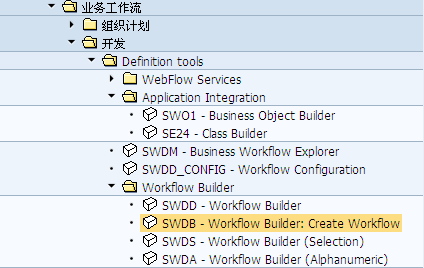 业务工作流
组织计划
开发
Definition tools
WebFlow Services
Application Integration
SWO1 - Business Object Builder
SE24 - Class Builder
SWDM - Business Workflow Explorer
SWDD_CONFIG - Workflow Configuration
Workflow Builder
SWDD - Workflow Builder
SWDB - Workflow Builder: Create Workflow
SWDS - Workflow Builder (Selection)
SWDA - Workflow Builder (Alphanumeric)